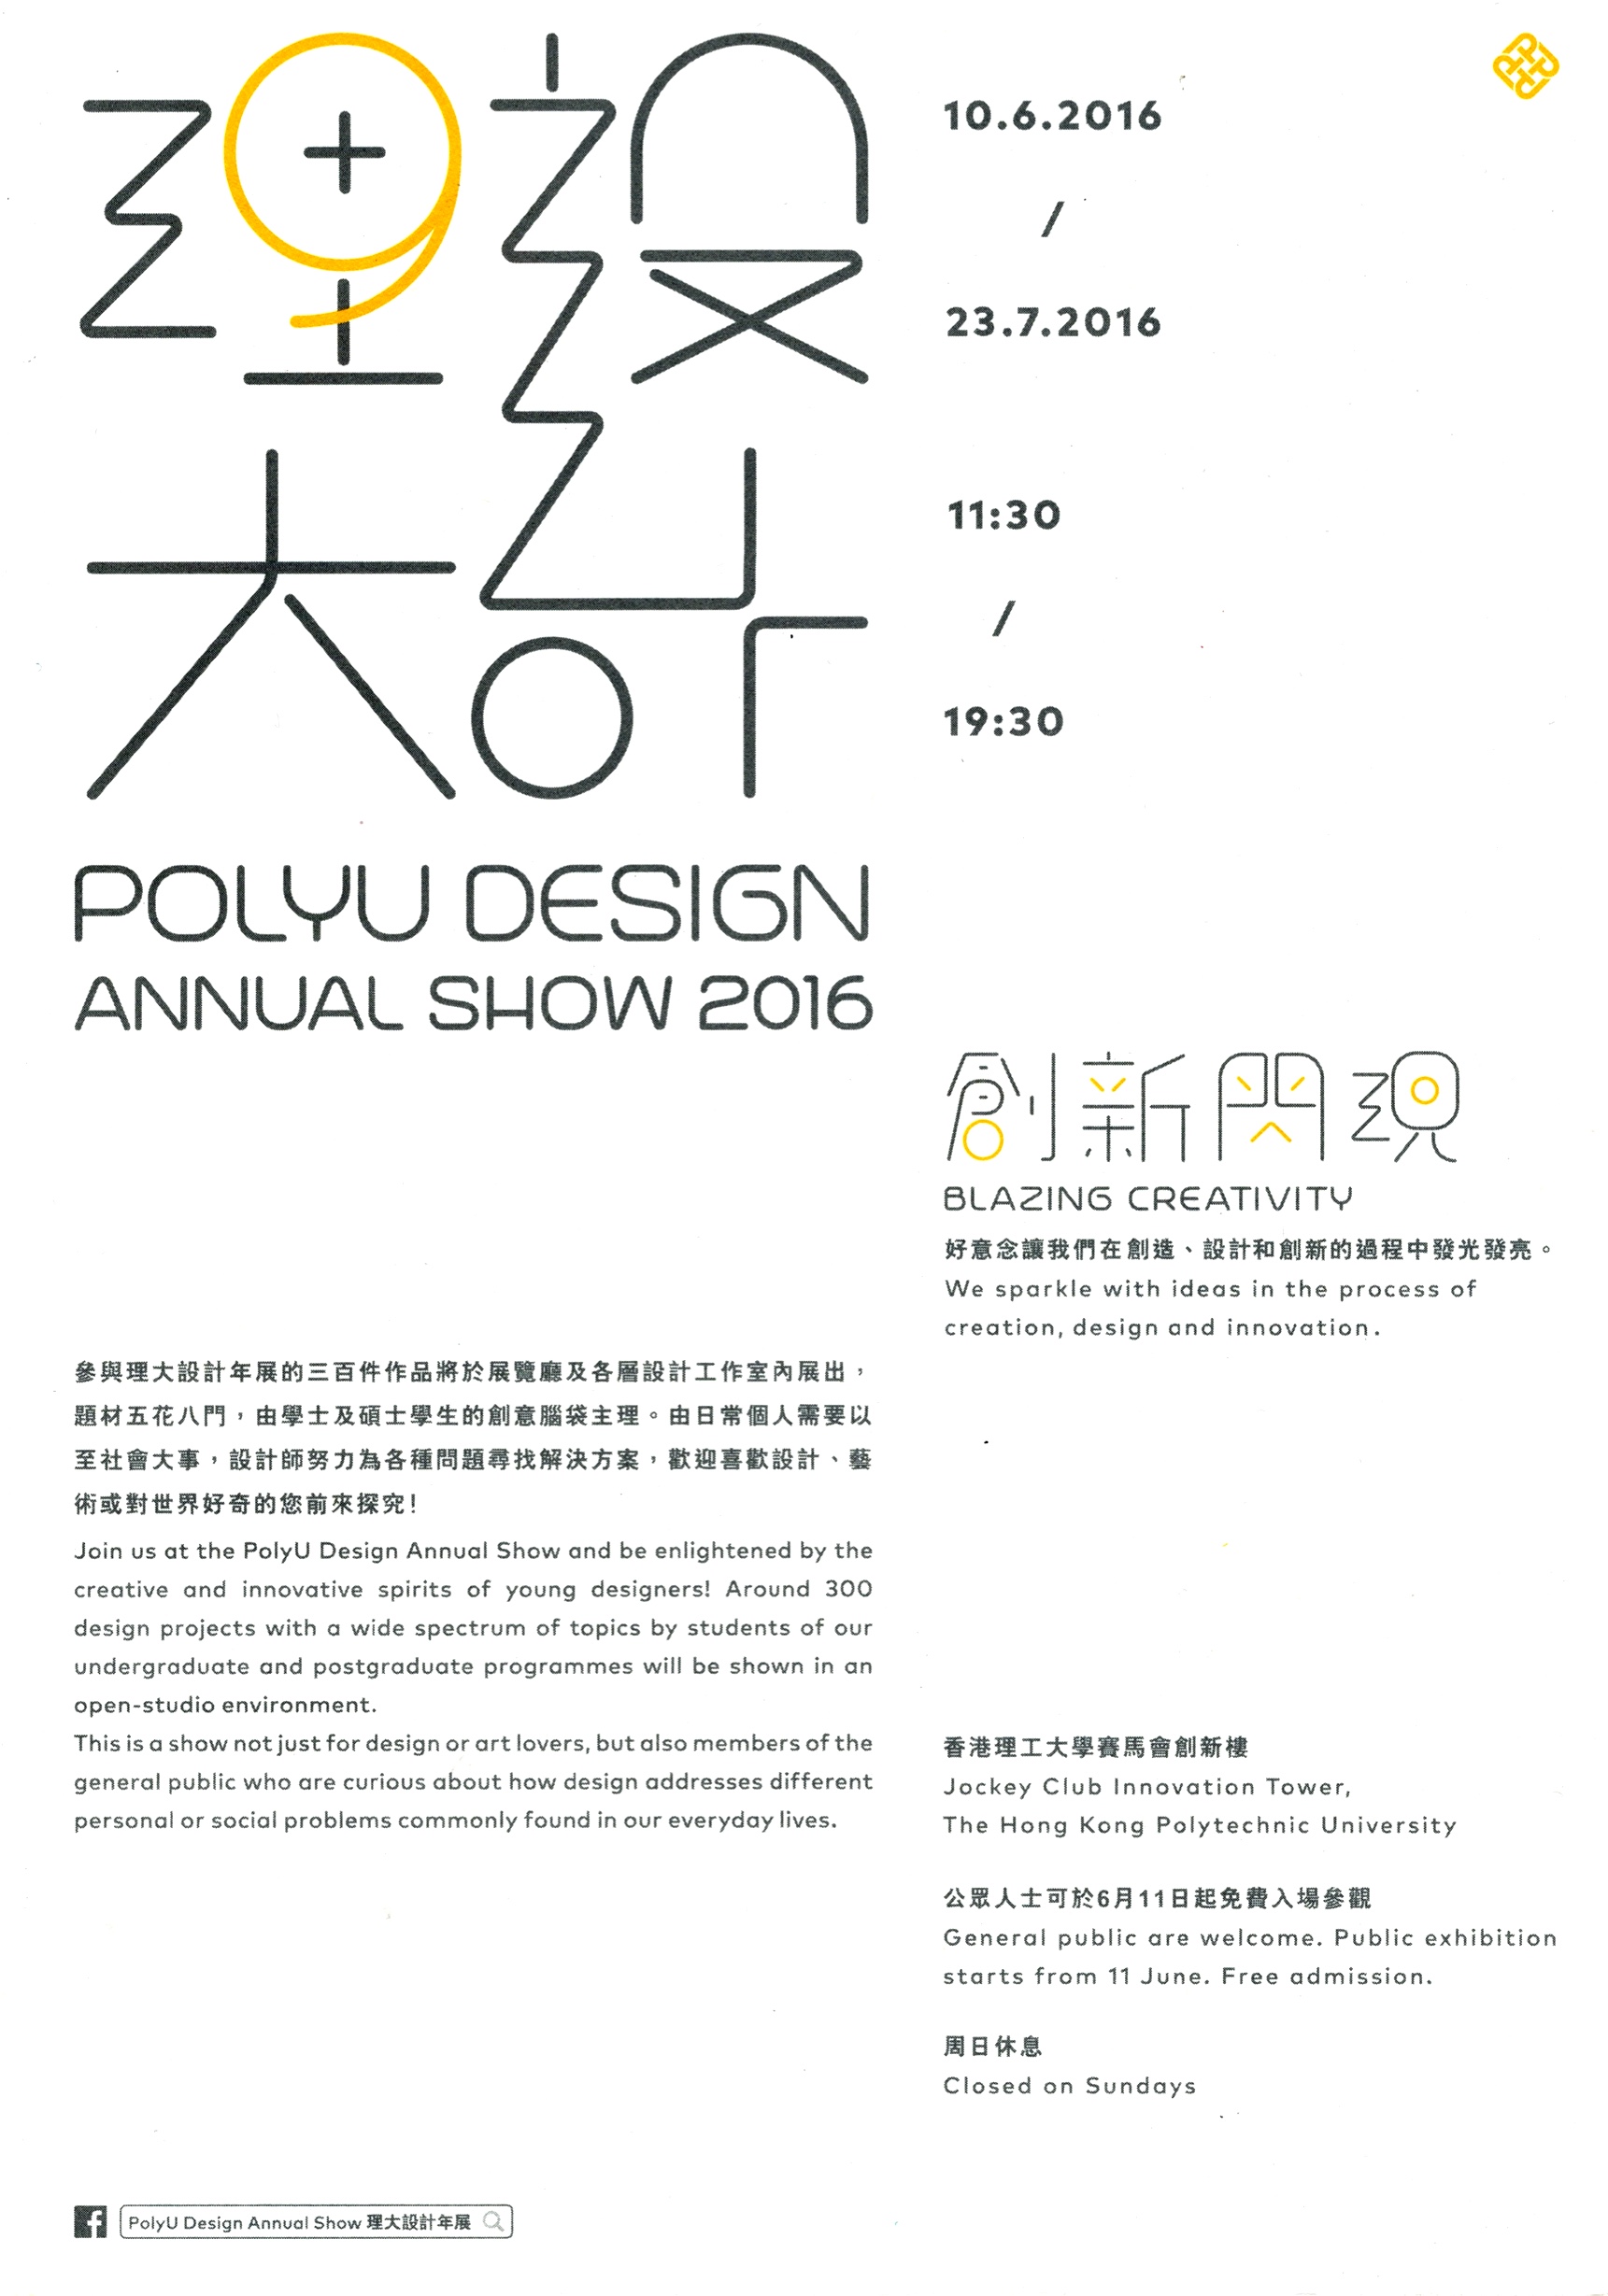 理設
大計
POLYU DESIGN
ANNUAL SHOW 2016
10.6.2016
/
23.7.2016
11:30
/
19:30
創新閃現
BLAZING CREATIVITY
好意念讓我們在創造、設計和創新的過程中發光發亮。
We sparkle with ideas in the process of
creation, design and innovation.
參與理大設計年展的三百件作品將於展覽廳及各層設計工作室內展出，
題材五花八門，由學士及碩士學生的創意腦袋主理。由日常個人需要以
至社會大事，設計師努力為各種問題尋找解決方案，歡迎喜歡設計、藝
術或對世界好奇的您前來探究！
Join us at the PolyU Design Annual Show and be enlightened by the
creative and innovative spirits of young designers! Around 300
design projects with a wide spectrum of topics by students of our
undergraduate and postgraduate programmes will be shown in an
open-studio environment.
This is a show not just for design or art lovers, but also members of the
general public who are curious about how design addresses different
personal or social problems commonly found in our everyday lives.
香港理工大學賽馬會創新樓
Jockey Club Innovation Tower,
The Hong Kong Polytechnic University
公眾人士可於6月11日起免費入場參觀
General public are welcome. Public exhibition
starts from 11 June. Free admission.
周日休息
Closed on Sundays
PolyU Design Annual Show 理大設計年展